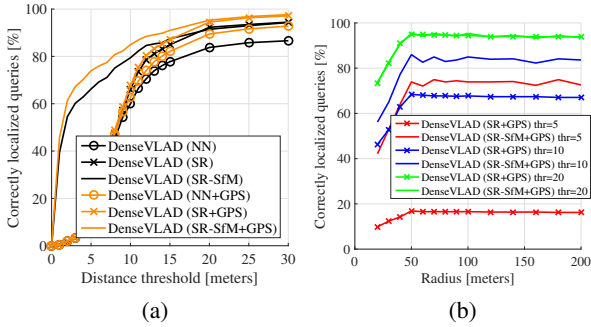 Correctly localized queries [%]
100
80
60
40
20
0
DenseVLAD (NN)
DenseVLAD (SR)
DenseVLAD (SR-SfM)
DenseVLAD (NN+GPS)
DenseVLAD (SR+GPS)
DenseVLAD (SR-SfM+GPS)
0 5 10 15 20 25 30
Distance threshold [meters]
(a)
Correctly localized queries [%]
100
80
60
40
20
0
DenseVLAD (SR+GPS) thr=5
DenseVLAD (SR-SfM+GPS) thr=5
DenseVLAD (SR+GPS) thr=10
DenseVLAD (SR-SfM+GPS) thr=10
DenseVLAD (SR+GPS) thr=20
DenseVLAD (SR-SfM+GPS) thr=20
0 50 100 150 200
Radius [meters]
(b)